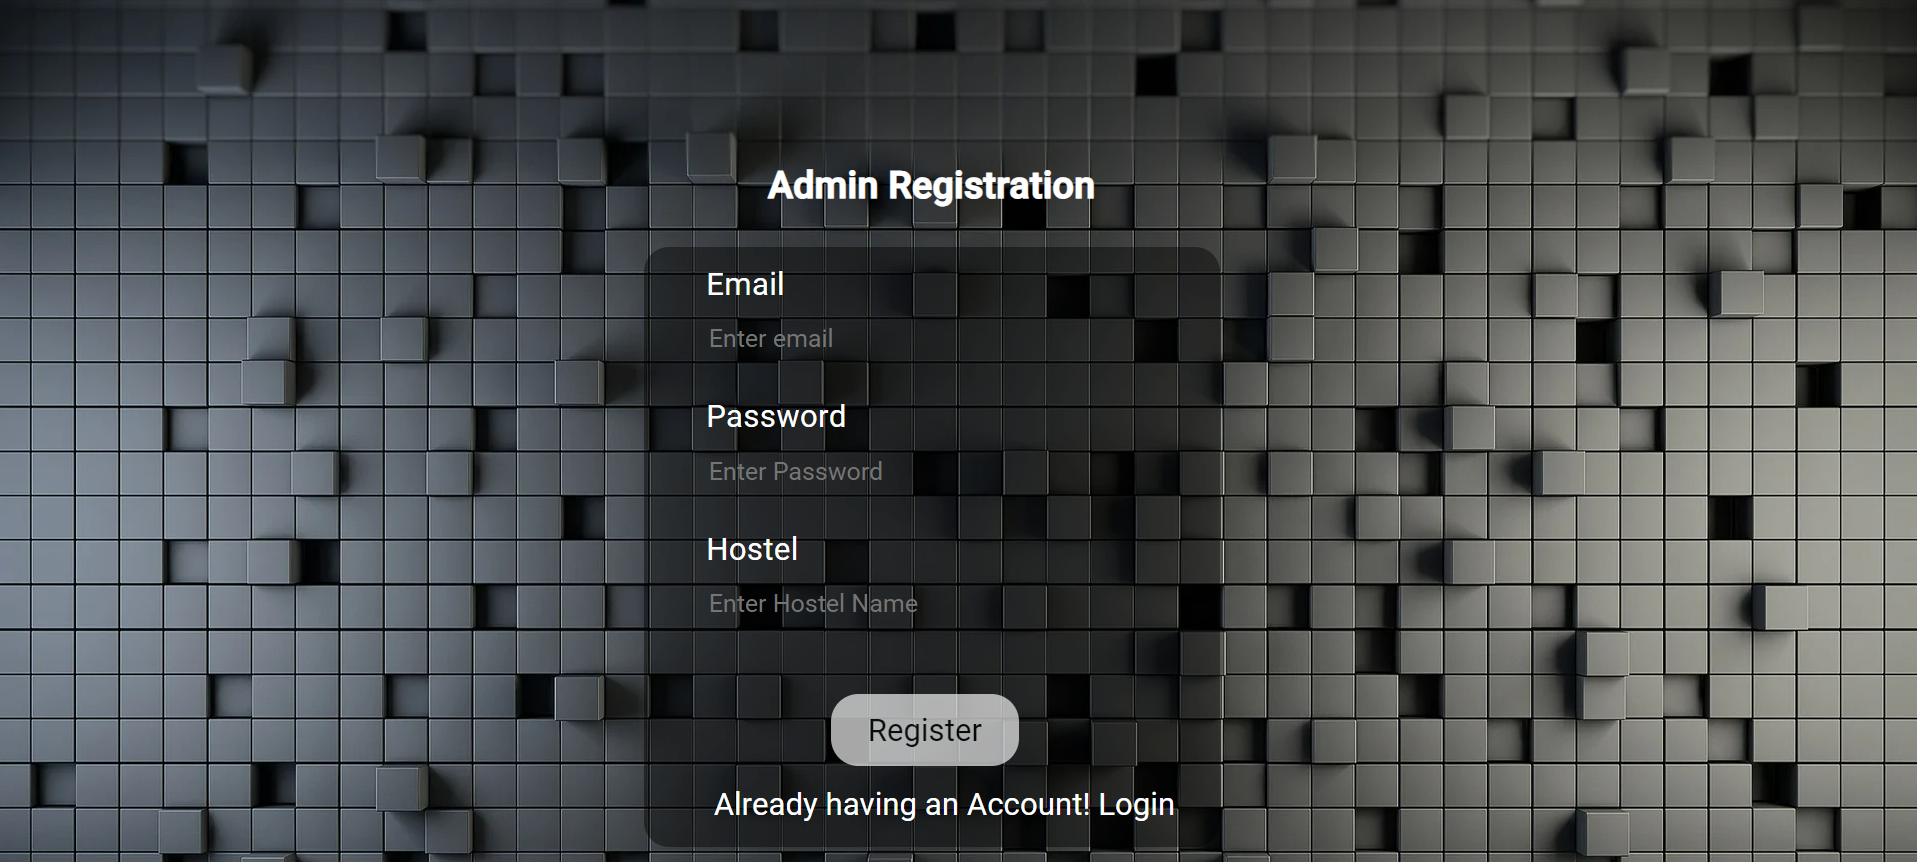 Admin Registration
Email
Enter email
Password
Enter Password
Hostel
Enter Hostel Name
Register
Already having an Account! Login